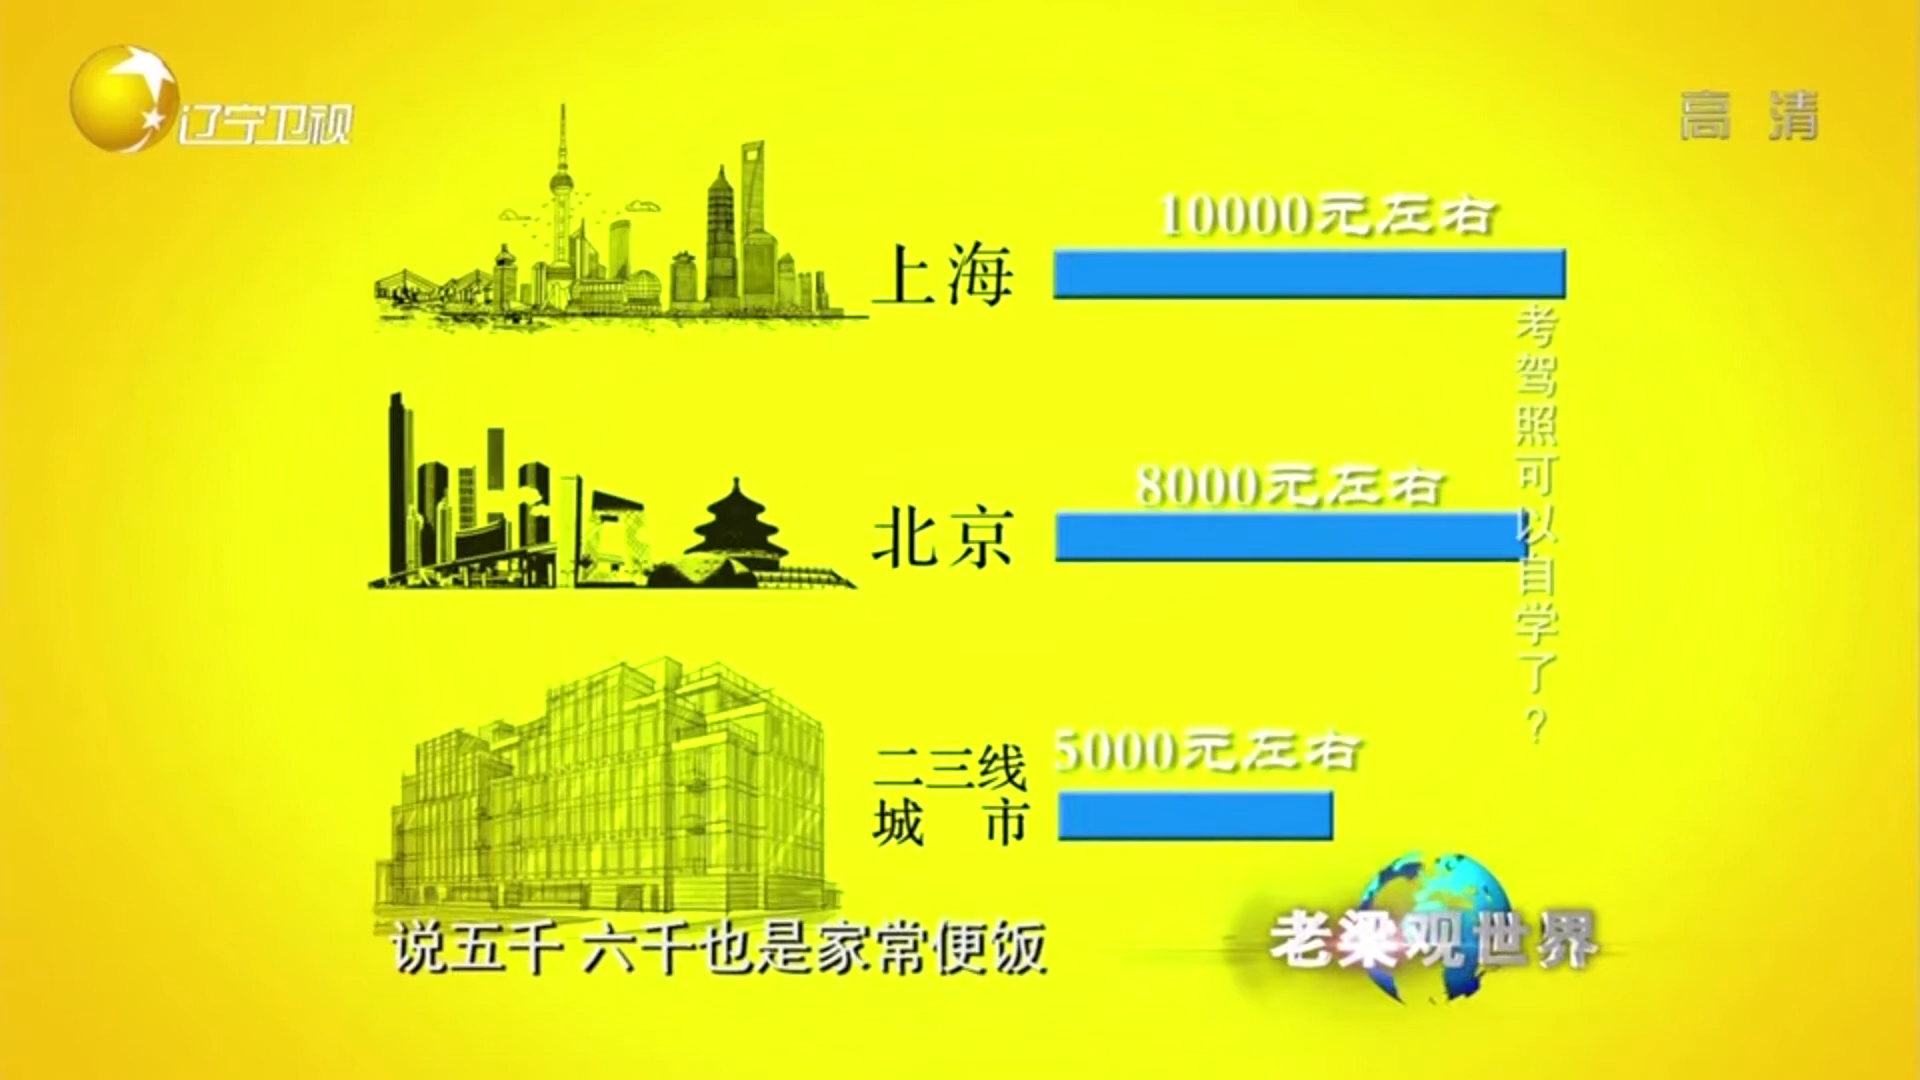 辽宁卫视
高清
10000元左右
上海
8000元左右
北京
5000元左右
二三线
城市
考驾照可以自学了？
说五千 六千也是家常便饭
老梁观世界